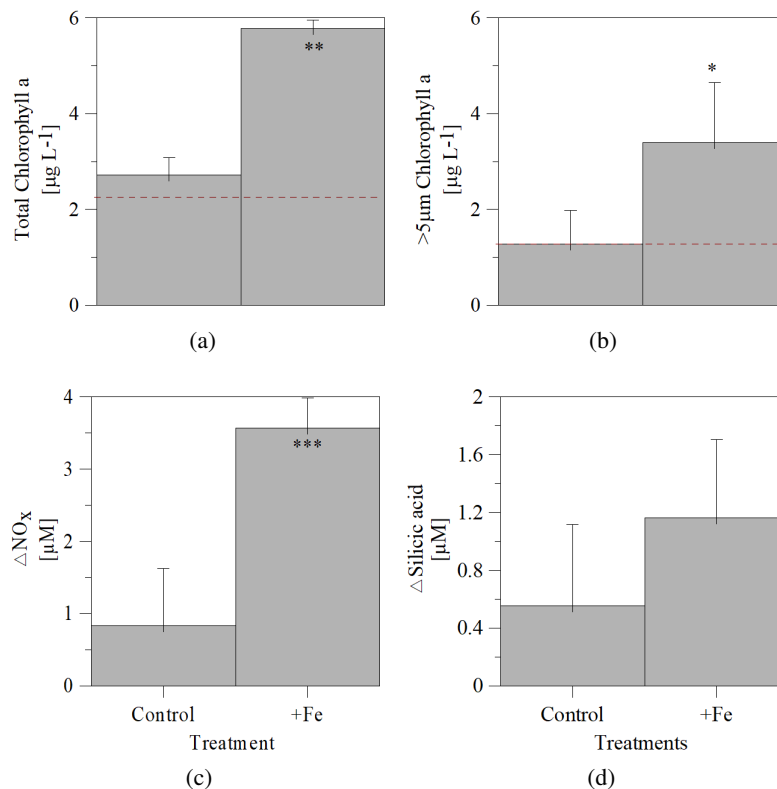 Total Chlorophyll a
[µg L-1]
6
4
2
0
**
(a)
>5µm Chlorophyll a
[µg L-1]
6
4
2
0
*
(b)
△NOX
[µM]
4
3
2
1
0
***
Control +Fe
Treatment
(c)
△Silicic acid
[µM]
2
1.6
1.2
0.8
0.4
0
Control +Fe
Treatments
(d)